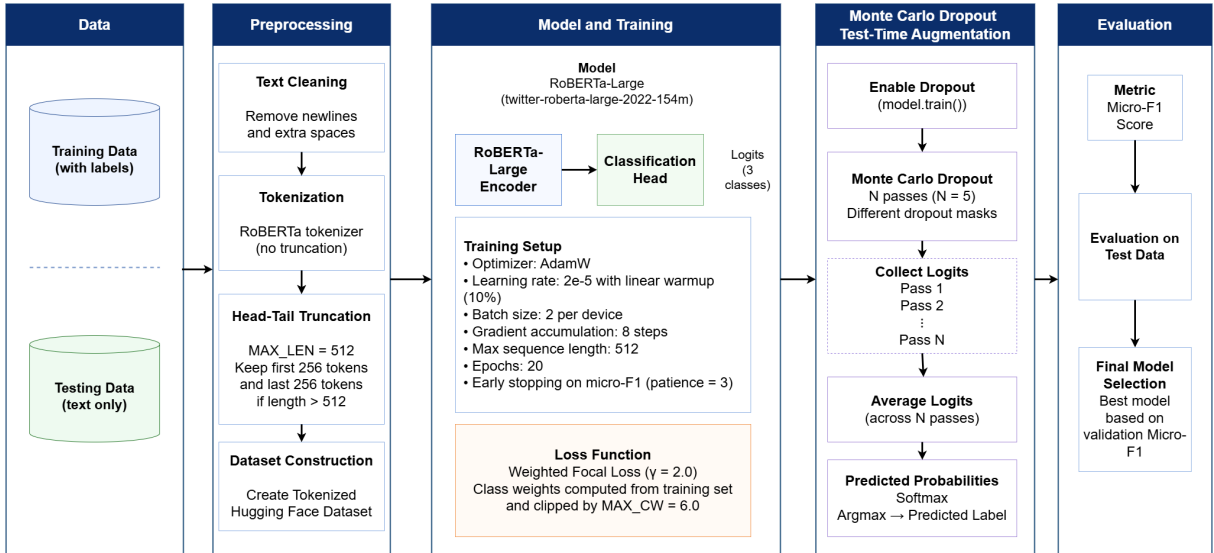 Data
Training Data
(with labels)
Testing Data
(text only)
Preprocessing
Text Cleaning
Remove newlines
and extra spaces
Tokenization
RoBERTa tokenizer
(no truncation)
Head-Tail Truncation
MAX_LEN = 512
Keep first 256 tokens
and last 256 tokens
if length > 512
Dataset Construction
Create Tokenized
Hugging Face Dataset
Model and Training
Model
RoBERTa-Large
(twitter-roberta-large-2022-154m)
RoBERTa-
Large
Encoder
Classification
Head
Logits
(3
classes)
Training Setup
• Optimizer: AdamW
• Learning rate: 2e-5 with linear warmup
(10%)
• Batch size: 2 per device
• Gradient accumulation: 8 steps
• Max sequence length: 512
• Epochs: 20
• Early stopping on micro-F1 (patience = 3)
Loss Function
Weighted Focal Loss (γ = 2.0)
Class weights computed from training set
and clipped by MAX_CW = 6.0
Monte Carlo Dropout
Test-Time Augmentation
Enable Dropout
(model.train())
Monte Carlo Dropout
N passes (N = 5)
Different dropout masks
Collect Logits
Pass 1
Pass 2
⋮
Pass N
Average Logits
(across N passes)
Predicted Probabilities
Softmax
Argmax → Predicted Label
Evaluation
Metric
Micro-F1
Score
Evaluation on
Test Data
Final Model
Selection
Best model
based on
validation Micro-
F1